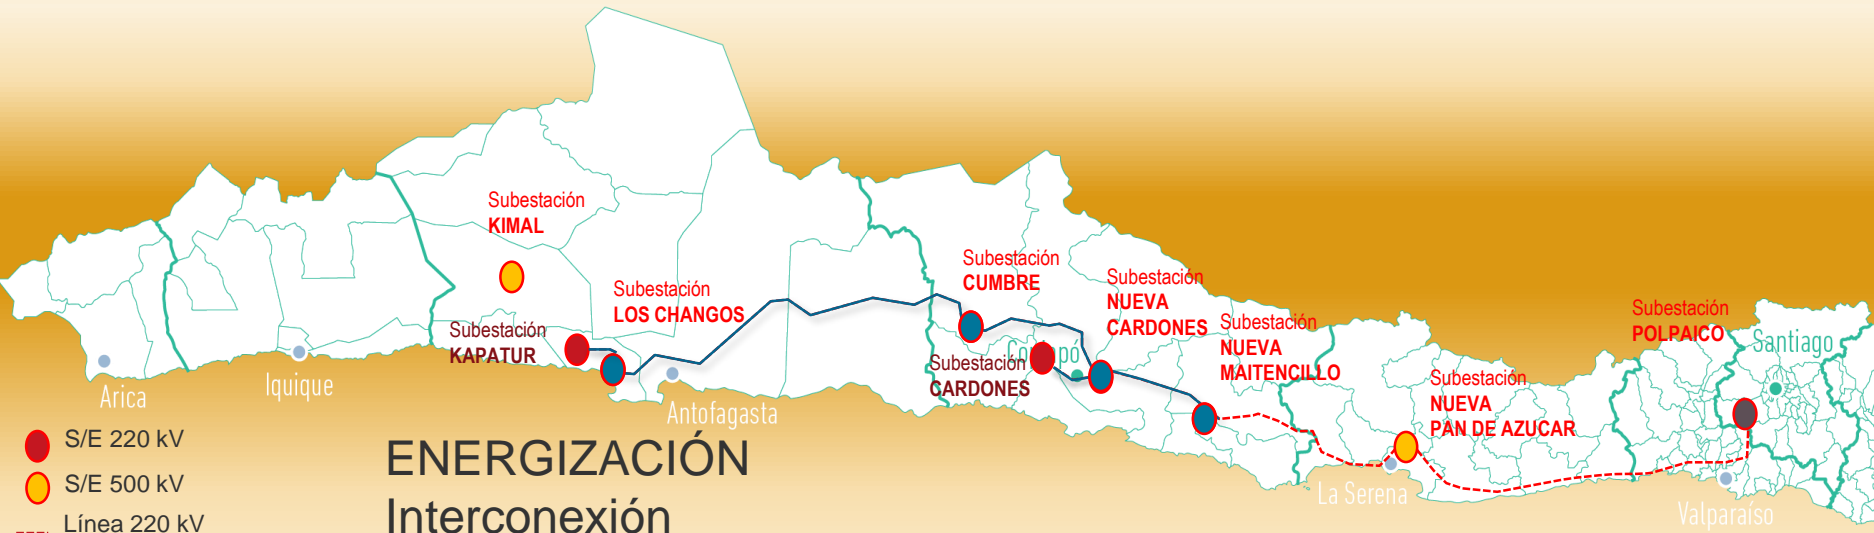 Subestación
KIMAL
Subestación
LOS CHANGOS
Subestación
KAPATUR
Subestación
CUMBRE
Subestación
CARDONES
Copiapó
Subestación
NUEVA
CARDONES
Subestación
NUEVA
MAITENCILLO
Subestación
NUEVA
PAN DE AZUCAR
Subestación
POLPAICO
Santiago
Arica
Iquique
Antofagasta
La Serena
Valparaíso
S/E 220 kV
S/E 500 kV
Línea 220 kV
ENERGIZACIÓN
Interconexión